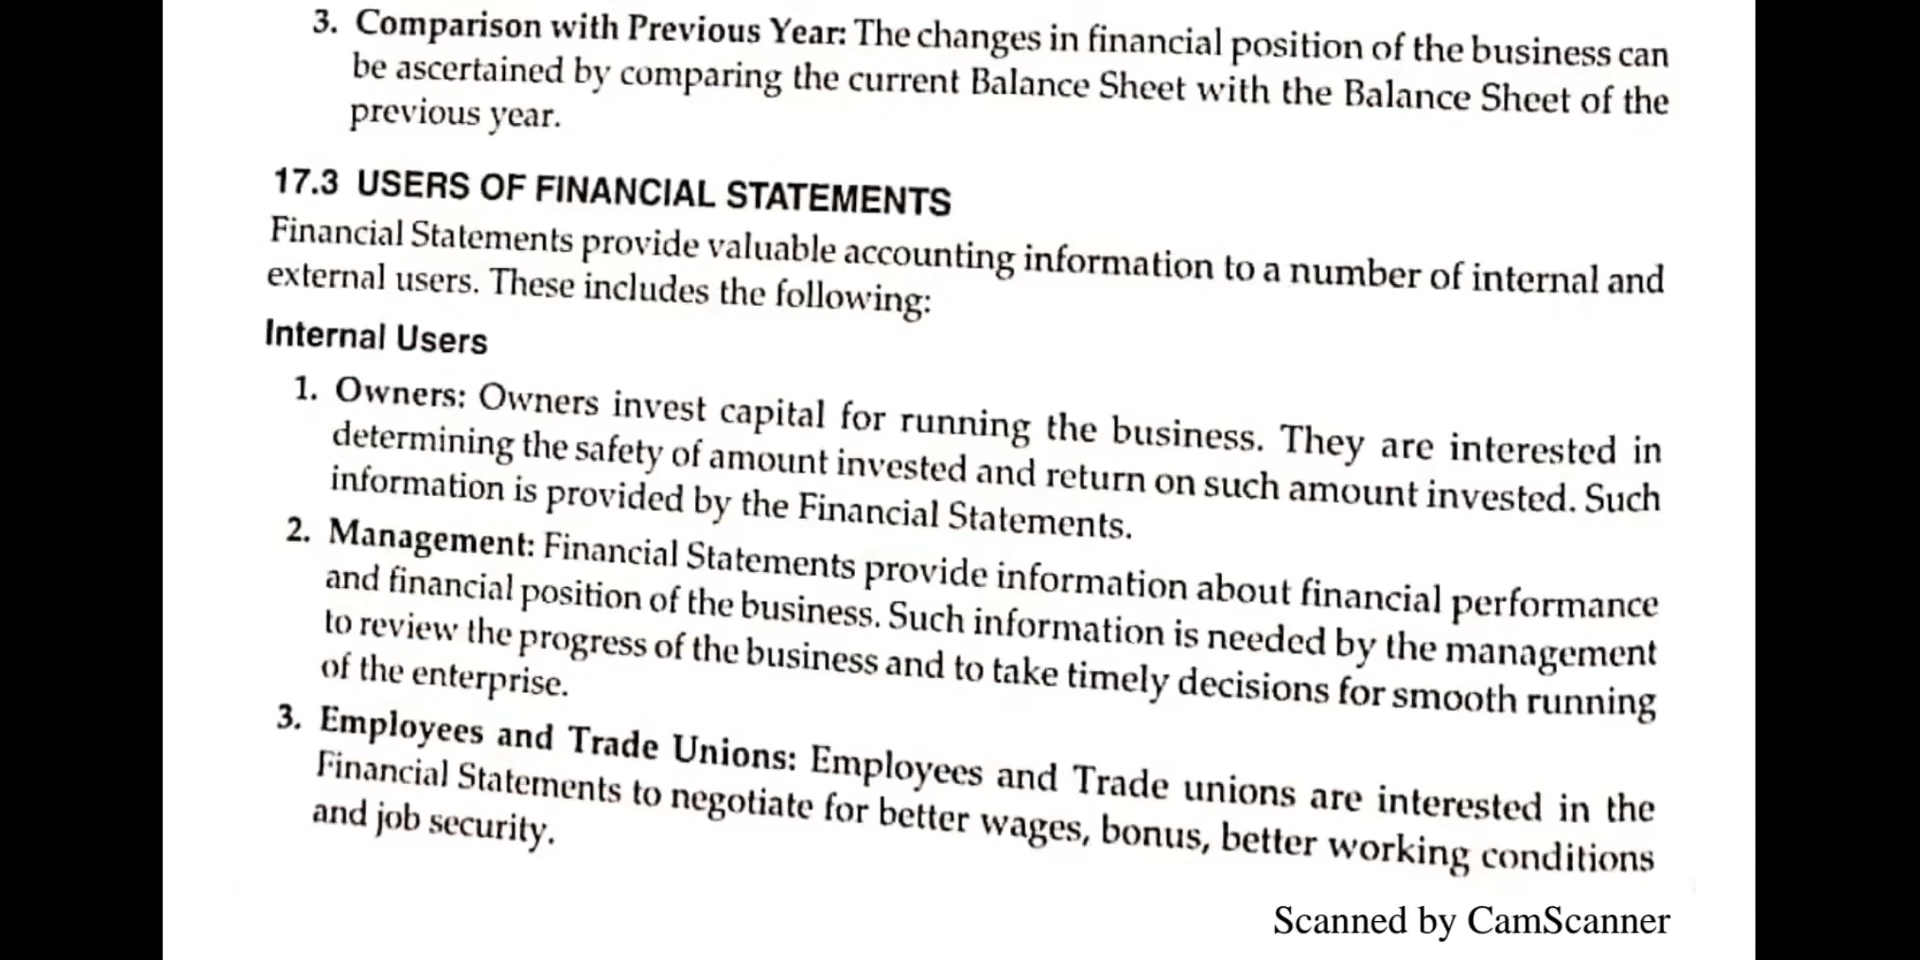 3. Comparison with Previous Year: The changes in financial position of the business can
be ascertained by comparing the current Balance Sheet with the Balance Sheet of the
previous year.
17.3 USERS OF FINANCIAL STATEMENTS
Financial Statements provide valuable accounting information to a number of internal and
external users. These includes the following:
Internal Users
1. Owners: Owners invest capital for running the business. They are interested in
determining the safety of amount invested and return on such amount invested. Such
information is provided by the Financial Statements.
2. Management: Financial Statements provide information about financial performance
and financial position of the business. Such information is needed by the management
to review the progress of the business and to take timely decisions for smooth running
of the enterprise.
3. Employees and Trade Unions: Employees and Trade unions are interested in the
Financial Statements to negotiate for better wages, bonus, better working conditions
and job security.
Scanned by CamScanner